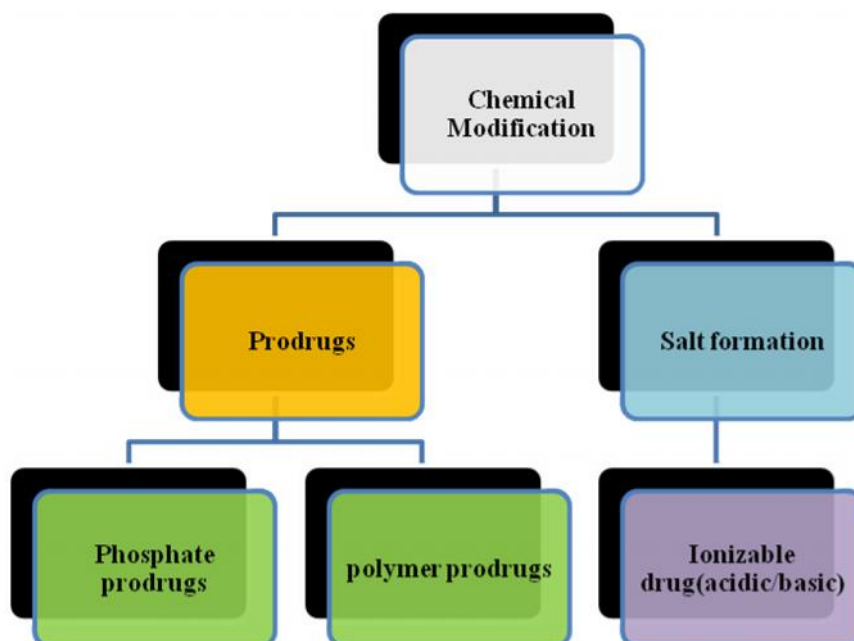 Chemical
Modification
Prodrugs
Salt formation
Phosphate
prodrugs
polymer prodrugs
Ionizable
drug(acidic/basic)